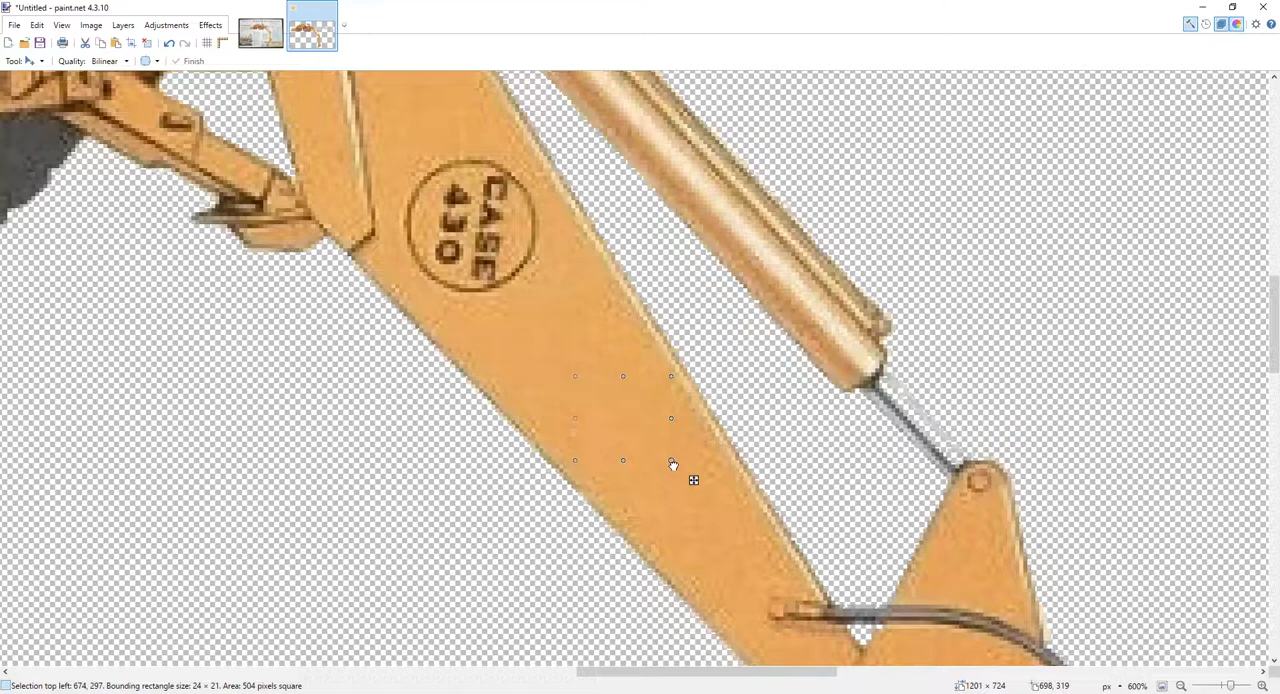 *Untitled - paint.net 4.3.10
File Edit View Image Layers Adjustments Effects
Tool: Quality: Bilinear Finish
CASE
430
Selection top left: 674, 297. Bounding rectangle size: 24 × 21. Area: 504 pixels square
1201 × 724
698, 319
px
600%